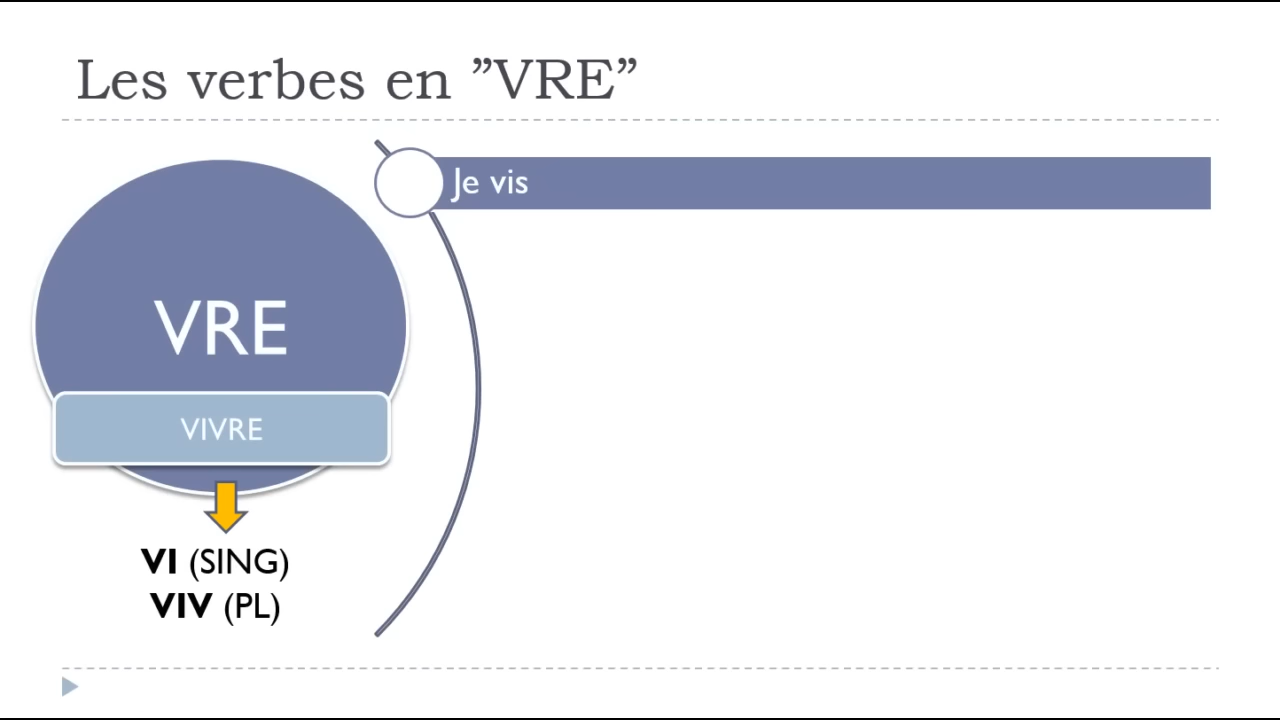 Les verbes en ”VRE”
Je vis
VRE
VIVRE
VI (SING)
VIV (PL)